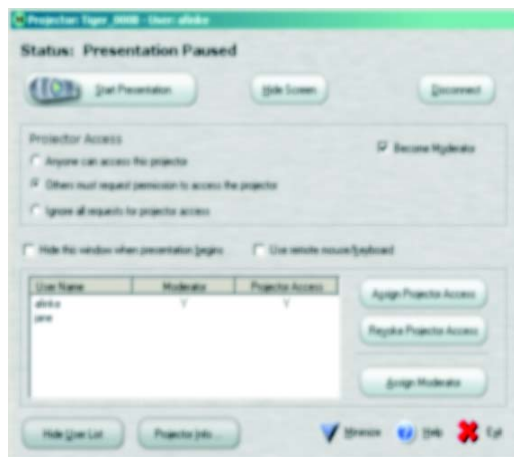 Projector: Tiger_000B - User: alinke
Status: Presentation Paused
Start Presentation
Hide Screen
Disconnect
Projector Access
Become Moderator
Anyone can access this projector
Others must request permission to access the projector
Ignore all requests for projector access
Hide this window when presentation begins
Use remote mouse/keyboard
User Name Moderator Projector Access
alinke Y Y
jane
Assign Projector Access
Revoke Projector Access
Assign Moderator
Hide User List
Projector Info...
Minimize
Help
Exit